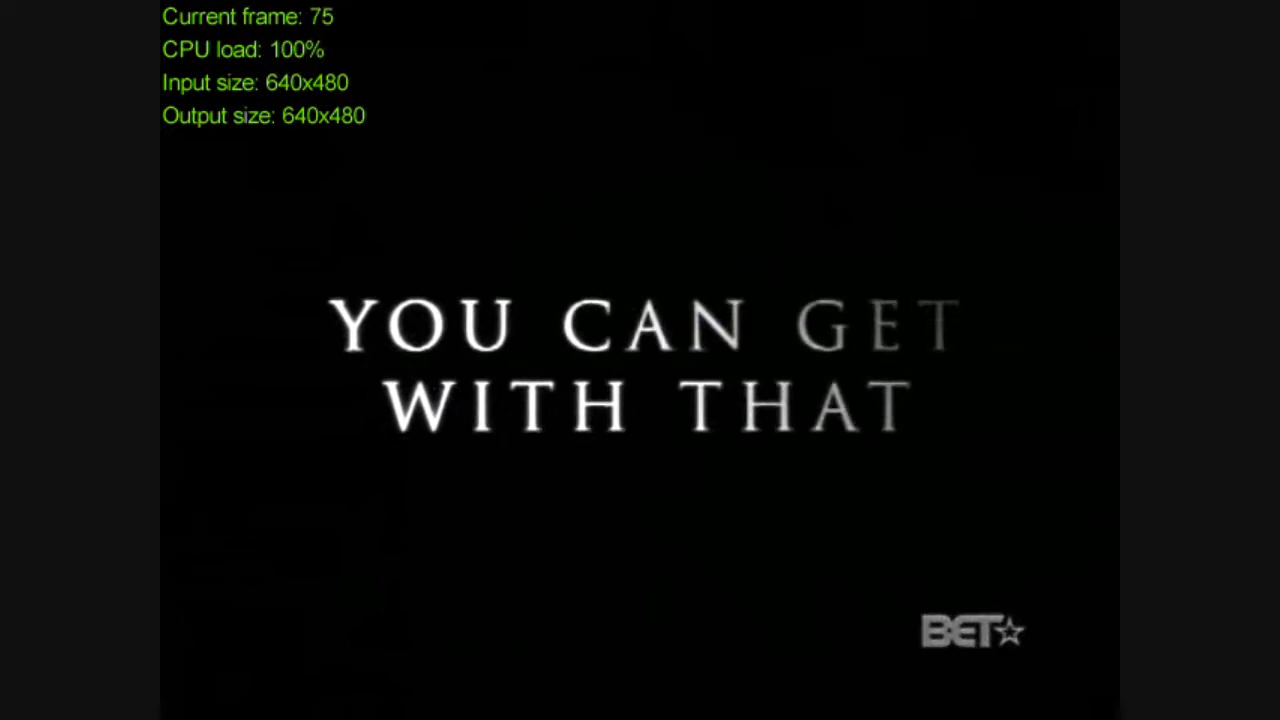 Current frame: 75
CPU load: 100%
Input size: 640x480
Output size: 640x480
YOU CAN GET
WITH THAT
BET